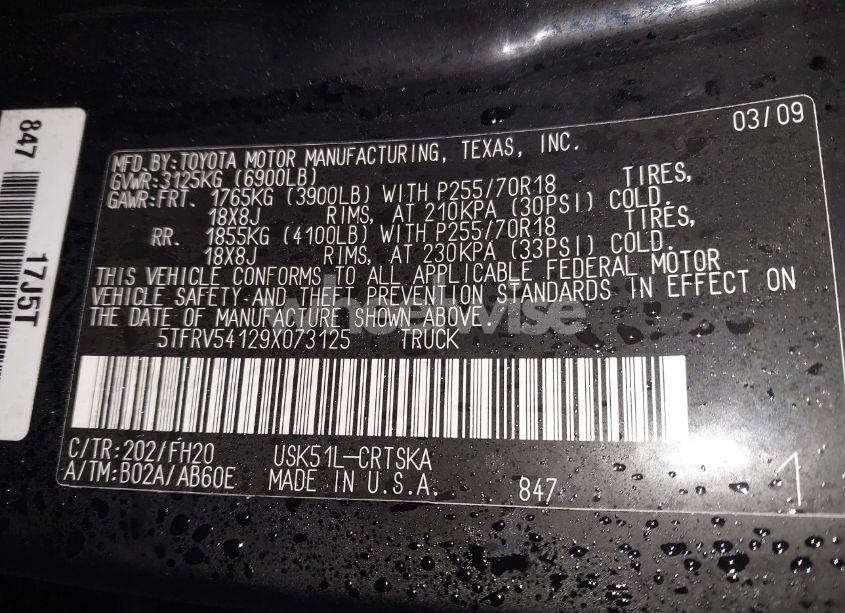 03/09
MFD.BY:TOYOTA MOTOR MANUFACTURING, TEXAS, INC.
GVWR:3125KG (6900LB)
GAWR:FRT. 1765KG (3900LB) WITH P255/70R18 TIRES,
18X8J RIMS, AT 210KPA (30PSI) COLD.
RR. 1855KG (4100LB) WITH P255/70R18 TIRES,
18X8J RIMS, AT 230KPA (33PSI) COLD.
THIS VEHICLE CONFORMS TO ALL APPLICABLE FEDERAL MOTOR
VEHICLE SAFETY AND THEFT PREVENTION STANDARDS IN EFFECT ON
THE DATE OF MANUFACTURE SHOWN ABOVE.
5TFRV54129X073125 TRUCK
C/TR:202/FH20 USK51L-CRTSKA
A/TM:B02A/AB60E MADE IN U.S.A. 847
1
847 17J5T
wheelwise